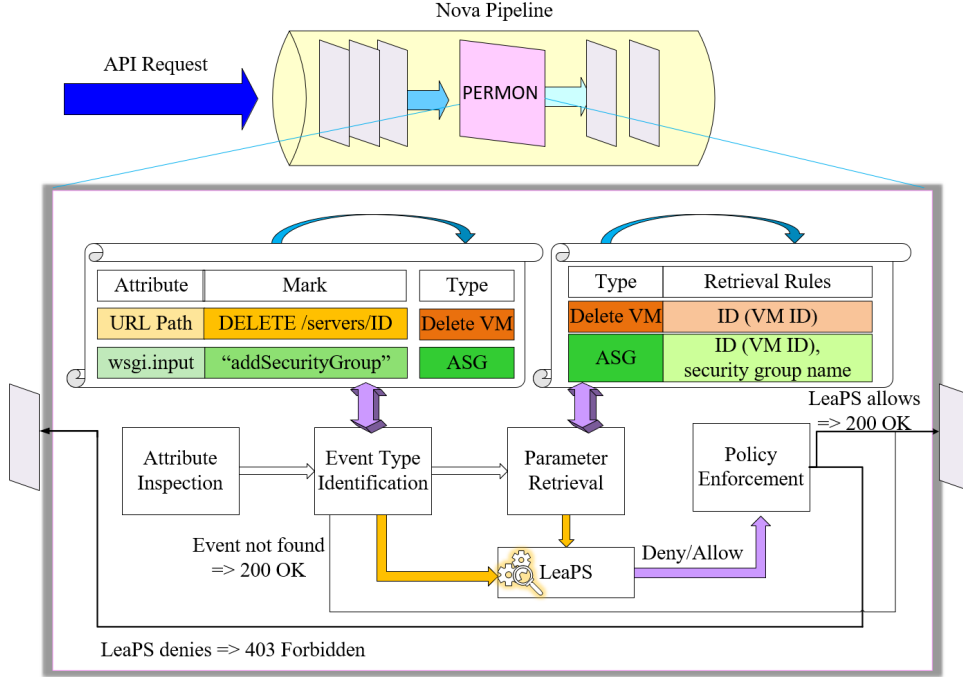 Nova Pipeline
API Request
PERMON
Attribute Mark Type
URL Path DELETE /servers/ID Delete VM
wsgi.input “addSecurityGroup” ASG
Type Retrieval Rules
Delete VM ID (VM ID)
ASG ID (VM ID),
security group name
LeaPS allows
=> 200 OK
Attribute
Inspection
Event Type
Identification
Parameter
Retrieval
Policy
Enforcement
Event not found
=> 200 OK
LeaPS
Deny/Allow
LeaPS denies => 403 Forbidden